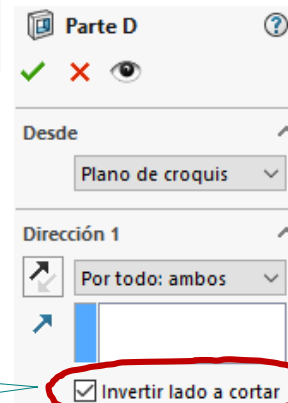 Parte D
Desde
Plano de croquis
Dirección 1
Por todo: ambos
Invertir lado a cortar